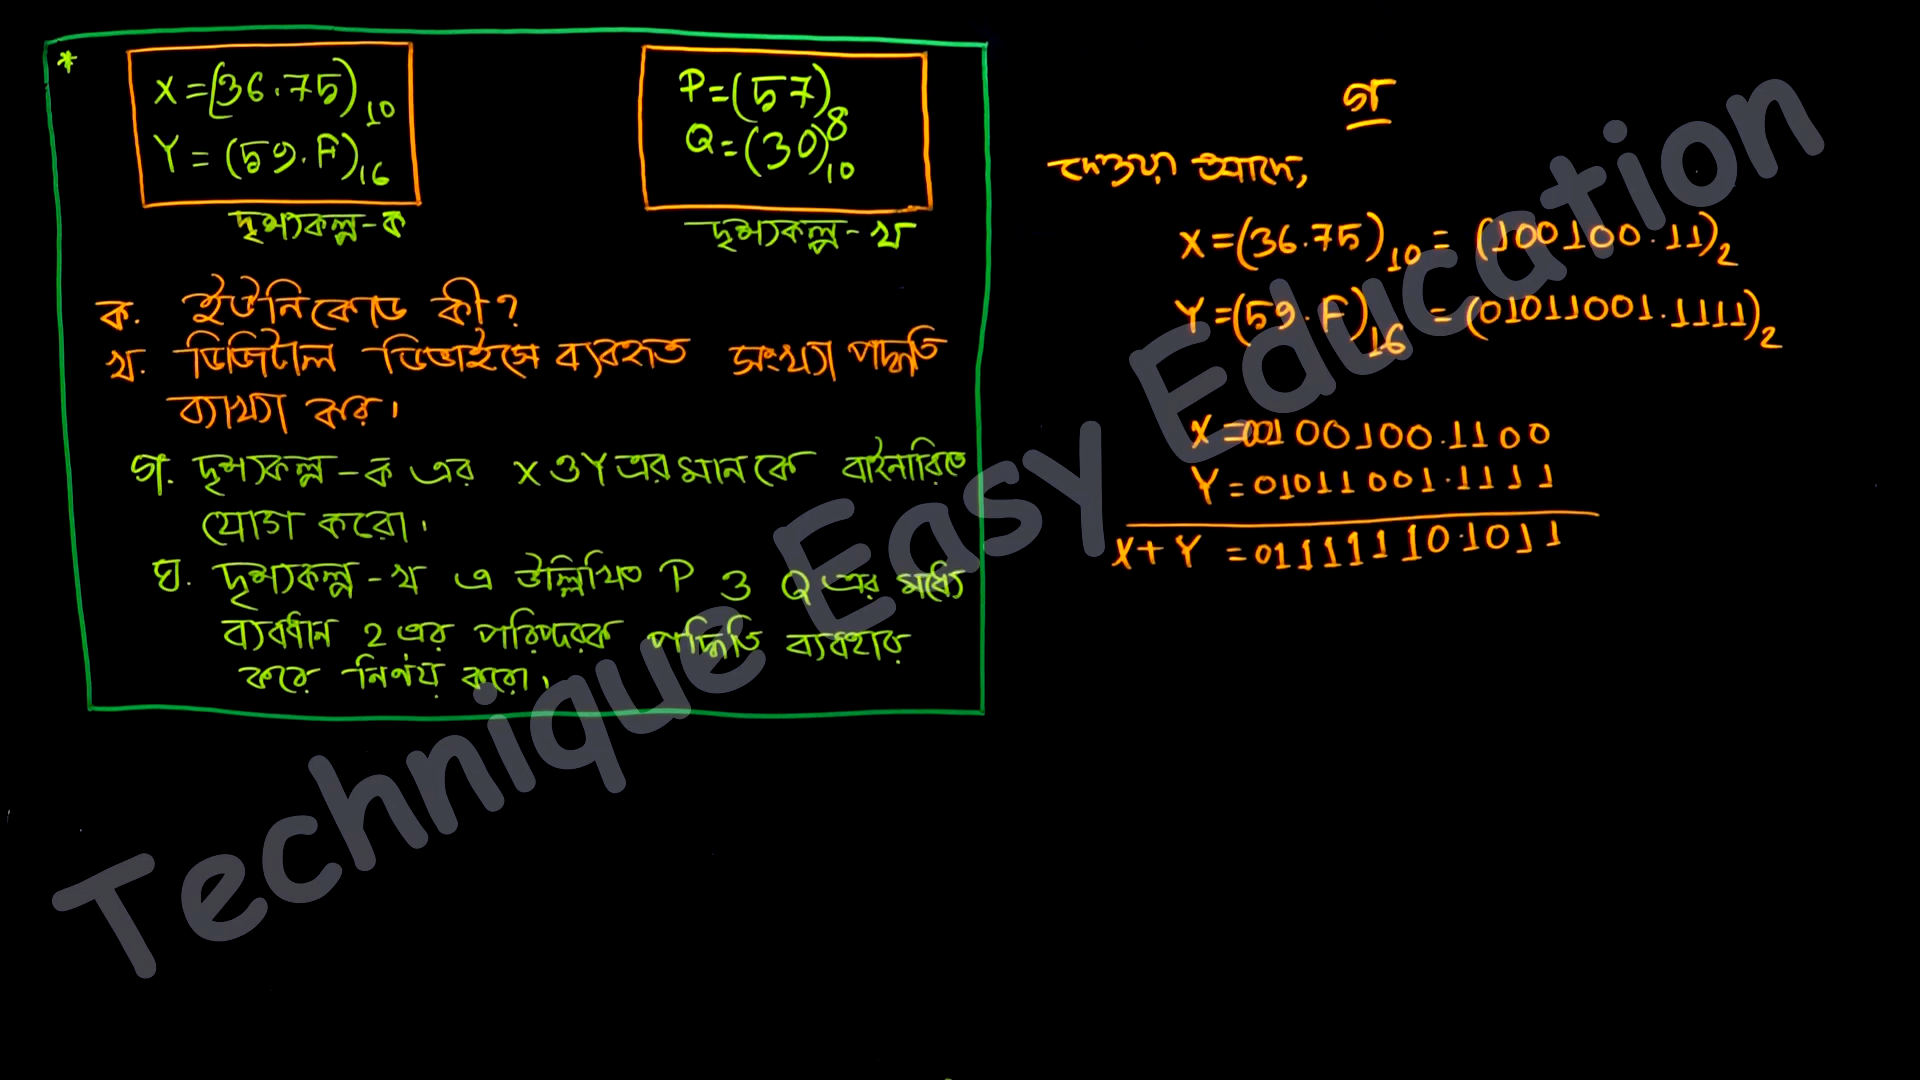 *
X=(36.75)10
Y=(59.F)16
দৃশ্যকল্প-ক
P=(57)8
Q=(30)10
দৃশ্যকল্প-খ
ক. ইউনিকোড কী?
খ. ডিজিটাল ডিভাইসে ব্যবহৃত সংখ্যা পদ্ধতি
ব্যাখ্যা কর।
গ. দৃশ্যকল্প-ক এর X ও Y এর মানকে বাইনারিতে
যোগ করো।
ঘ. দৃশ্যকল্প-খ এ উল্লিখিত P ও Q এর মধ্যে
ব্যবধান 2 এর পরিপূরক পদ্ধতি ব্যবহার
করে নির্ণয় করো।
গ
দেওয়া আছে,
X=(36.75)10=(100100.11)2
Y=(59.F)16=(01011001.1111)2
X=00100100.1100
Y=01011001.1111
X+Y=01111110.1011
Technique Easy Education